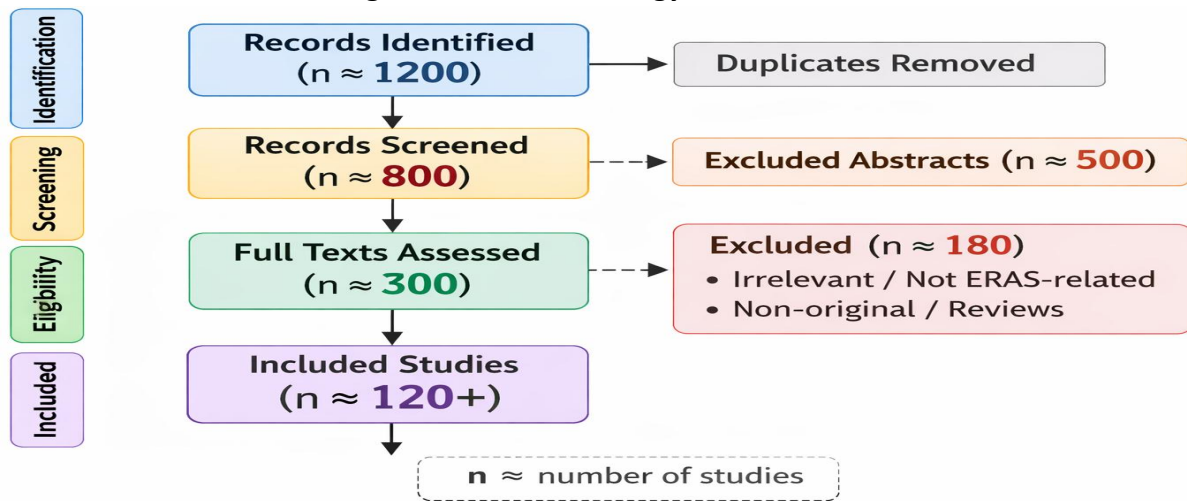 Identification
Records Identified
(n ≈ 1200)
Duplicates Removed
Screening
Records Screened
(n ≈ 800)
Excluded Abstracts (n ≈ 500)
Eligibility
Full Texts Assessed
(n ≈ 300)
Excluded (n ≈ 180)
• Irrelevant / Not ERAS-related
• Non-original / Reviews
Included
Included Studies
(n ≈ 120+)
n ≈ number of studies